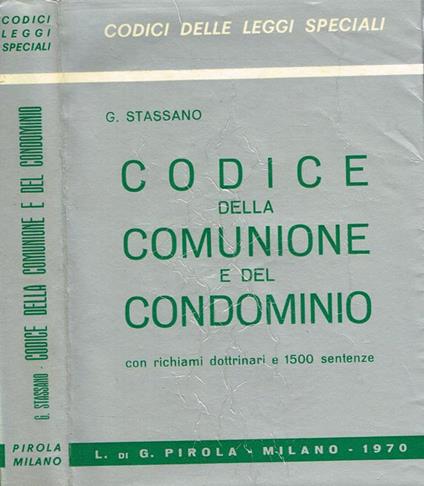 CODICI
LEGGI
SPECIALI
G. STASSANO - CODICE DELLA COMUNIONE E DEL CONDOMINIO
PIROLA
MILANO
CODICI DELLE LEGGI SPECIALI
G. STASSANO
CODICE
DELLA
COMUNIONE
E DEL
CONDOMINIO
con richiami dottrinari e 1500 sentenze
L. DI G. PIROLA - MILANO - 1970